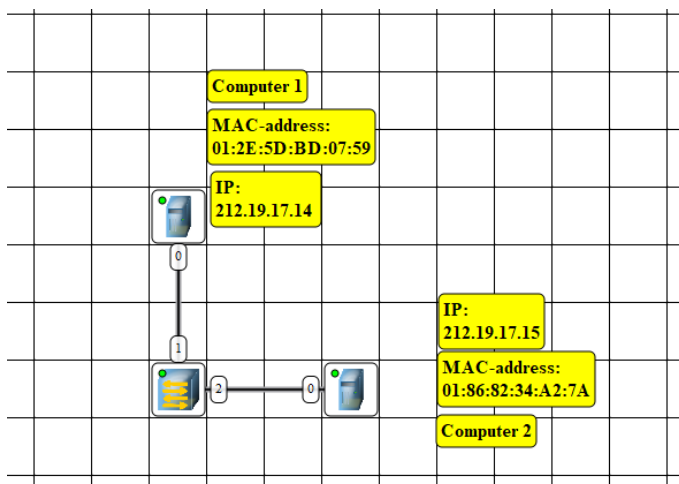 Computer 1
MAC-address:
01:2E:5D:BD:07:59
IP:
212.19.17.14
0
1
2
0
IP:
212.19.17.15
MAC-address:
01:86:82:34:A2:7A
Computer 2